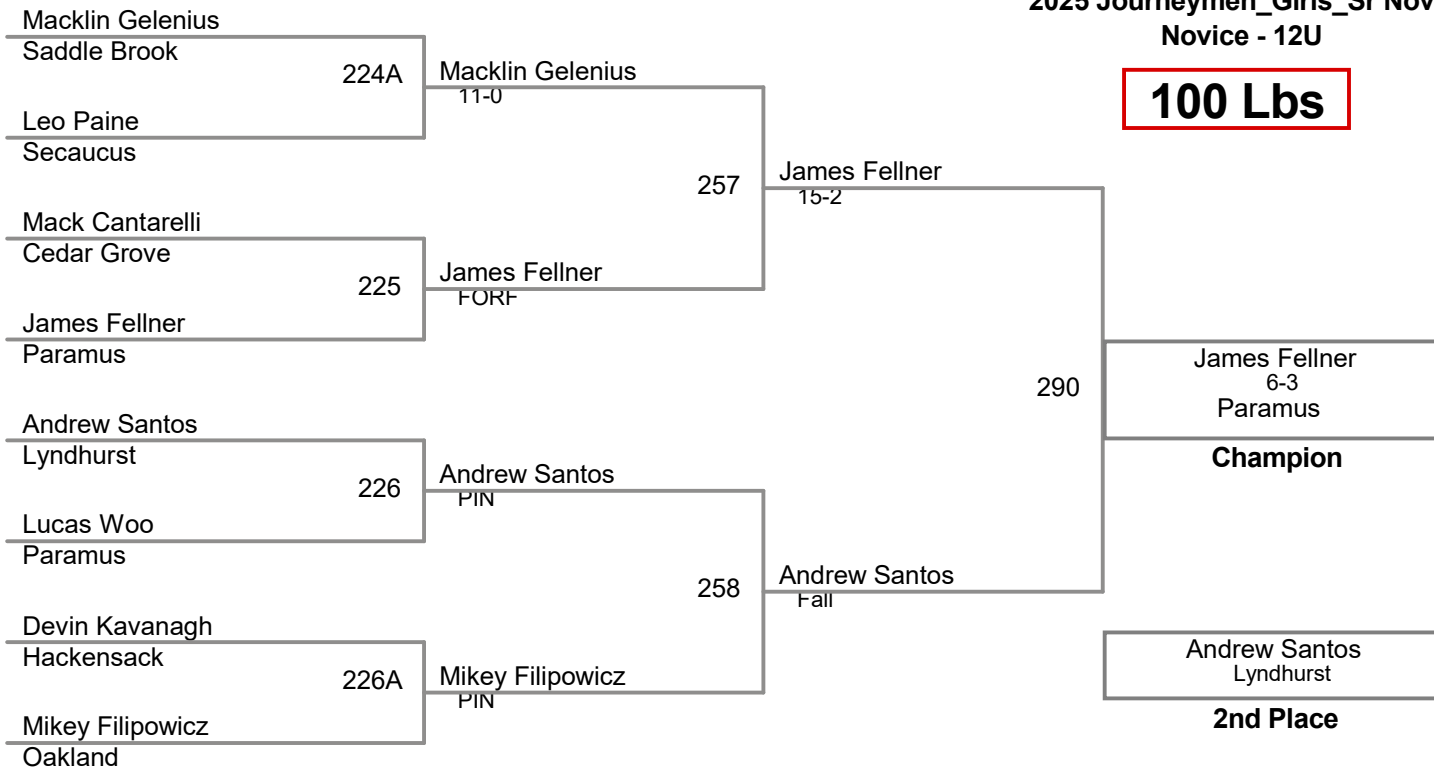 2025 Journeymen_Girls_Sr Nov
Novice - 12U
100 Lbs
Macklin Gelenius
Saddle Brook
224A
Leo Paine
Secaucus
Macklin Gelenius
11-0
257
Mack Cantarelli
Cedar Grove
225
James Fellner
Paramus
James Fellner
FORF
James Fellner
15-2
290
Andrew Santos
Lyndhurst
226
Lucas Woo
Paramus
Andrew Santos
PIN
258
Devin Kavanagh
Hackensack
226A
Mikey Filipowicz
Oakland
Mikey Filipowicz
PIN
Andrew Santos
Fall
James Fellner
6-3
Paramus
Champion
Andrew Santos
Lyndhurst
2nd Place